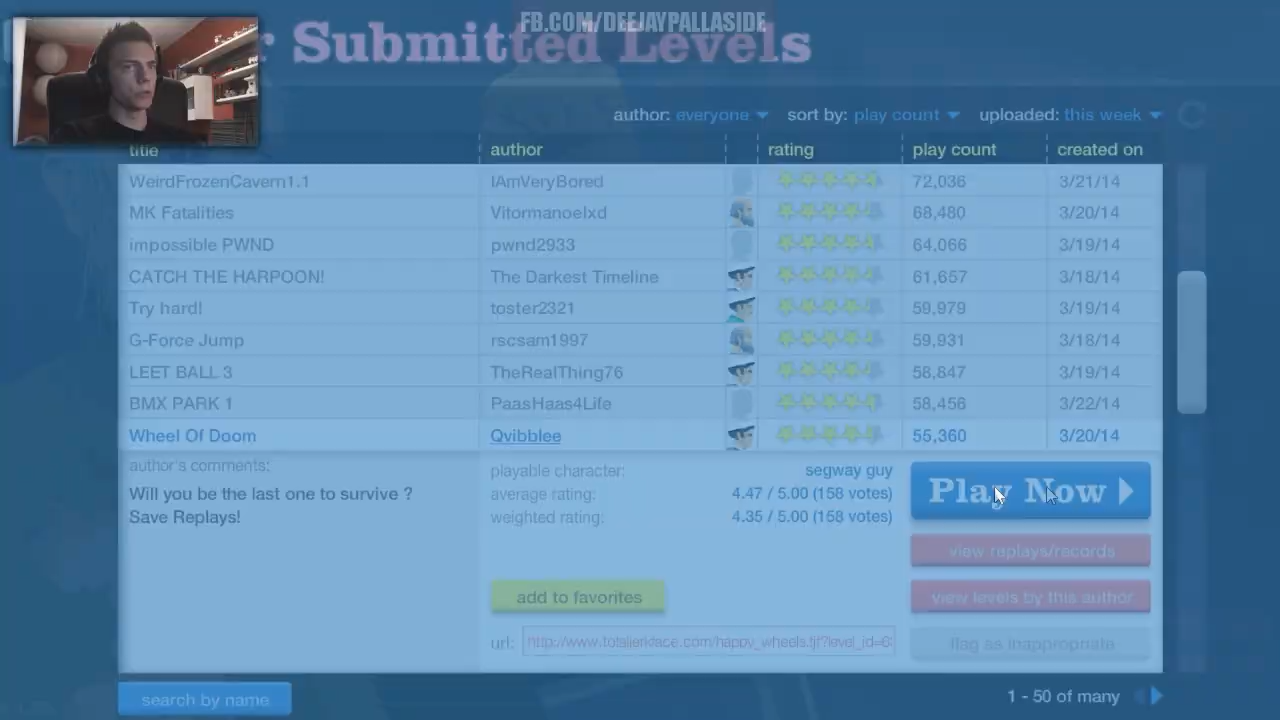 FB.COM/DEEJAYPALLASIDE
r Submitted Levels
author: everyone sort by: play count uploaded: this week
title author rating play count created on
WeirdFrozenCavern1.1 IAmVeryBored 72,036 3/21/14
MK Fatalities Vitormanoelxd 68,480 3/20/14
impossible PWND pwnd2933 64,066 3/19/14
CATCH THE HARPOON! The Darkest Timeline 61,657 3/18/14
Try hard! toster2321 59,979 3/19/14
G-Force Jump rscsam1997 59,931 3/18/14
LEET BALL 3 TheRealThing76 58,847 3/19/14
BMX PARK 1 PaasHaas4Life 58,456 3/22/14
Wheel Of Doom Qvibblee 55,360 3/20/14
author's comments:
Will you be the last one to survive ?
Save Replays!
playable character: segway guy
average rating: 4.47 / 5.00 (158 votes)
weighted rating: 4.35 / 5.00 (158 votes)
add to favorites
url: http://www.totaljerkface.com/happy_wheels.tjf?level_id=6
Play Now
view replays/records
view levels by this author
flag as inappropriate
search by name
1 - 50 of many